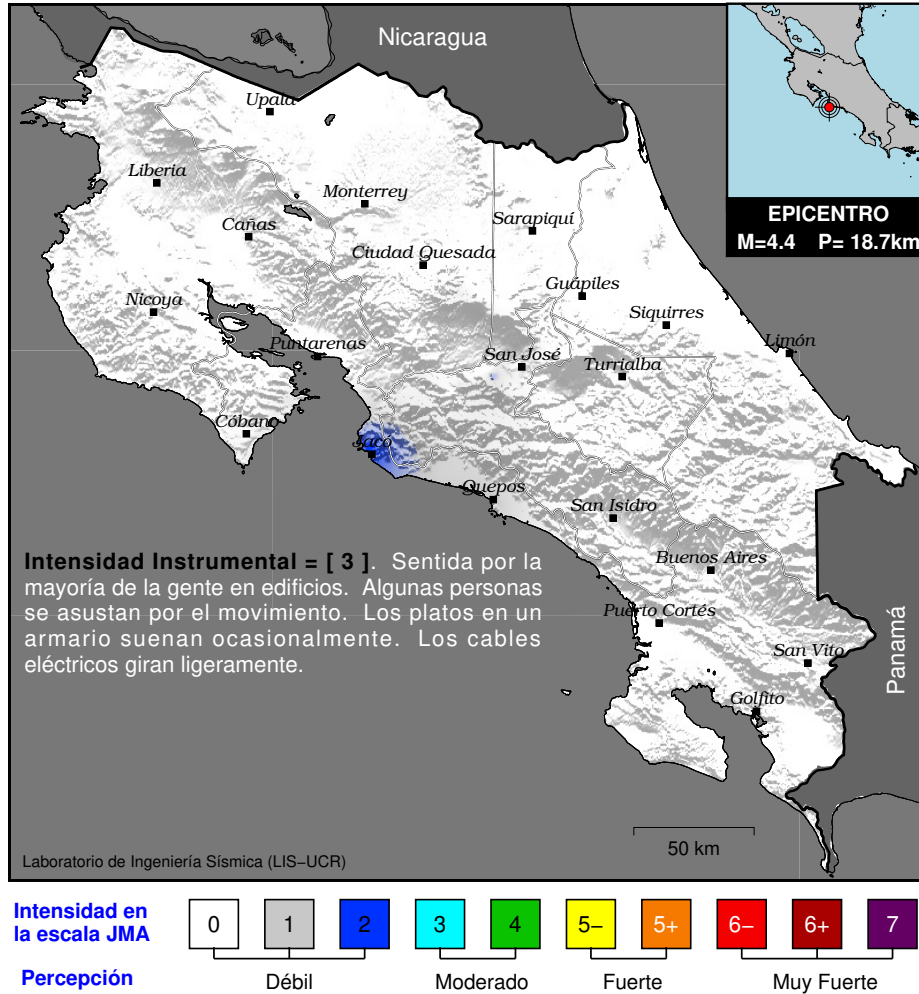 Nicaragua
Upala
Liberia
Monterrey
Cañas
Sarapiquí
EPICENTRO
M=4.4 P= 18.7km
Ciudad Quesada
Nicoya
Guápiles
Siquirres
Puntarenas
San José
Limón
Turrialba
Cóbano
Jacó
Quepos
San Isidro
Buenos Aires
Puerto Cortés
San Vito
Golfito
Panamá
Intensidad Instrumental = [ 3 ]. Sentida por la
mayoría de la gente en edificios. Algunas personas
se asustan por el movimiento. Los platos en un
armario suenan ocasionalmente. Los cables
eléctricos giran ligeramente.
50 km
Laboratorio de Ingeniería Sísmica (LIS–UCR)
Intensidad en
la escala JMA
0 1 2 3 4 5− 5+ 6− 6+ 7
Percepción
Débil Moderado Fuerte Muy Fuerte